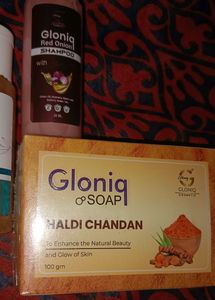 Gloniq
Red Onion
SHAMPOO
with
Gloniq
SOAP
G
GLONIQ
HALDI CHANDAN
To Enhance the Natural Beauty
and Glow of Skin
100 gm